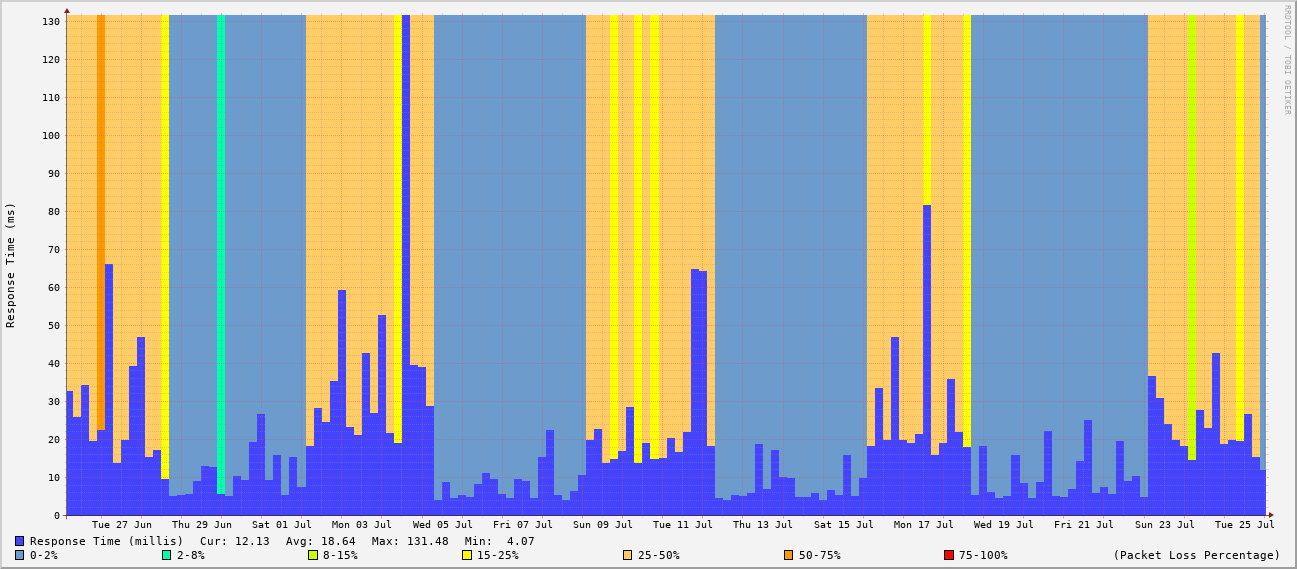 RRDTOOL / TOBI OETIKER
Response Time (ms)
130
120
110
100
90
80
70
60
50
40
30
20
10
0
Tue 27 Jun Thu 29 Jun Sat 01 Jul Mon 03 Jul Wed 05 Jul Fri 07 Jul Sun 09 Jul Tue 11 Jul Thu 13 Jul Sat 15 Jul Mon 17 Jul Wed 19 Jul Fri 21 Jul Sun 23 Jul Tue 25 Jul
Response Time (millis) Cur: 12.13 Avg: 18.64 Max: 131.48 Min: 4.07
0-2% 2-8% 8-15% 15-25% 25-50% 50-75% 75-100% (Packet Loss Percentage)